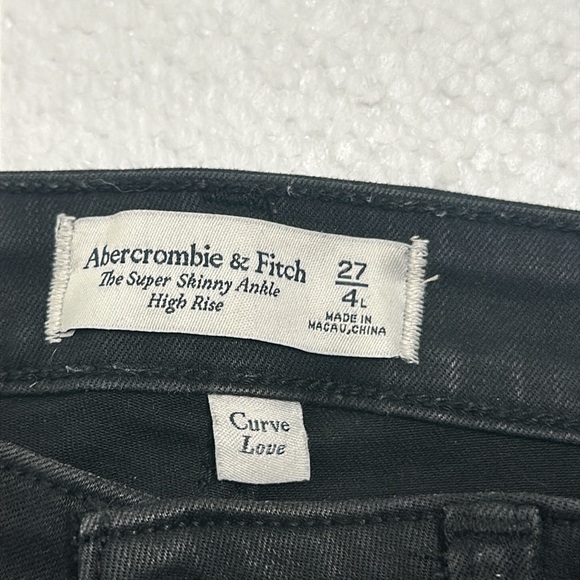 Abercrombie & Fitch
The Super Skinny Ankle
High Rise
27
4L
MADE IN
MACAU,CHINA
Curve
Love